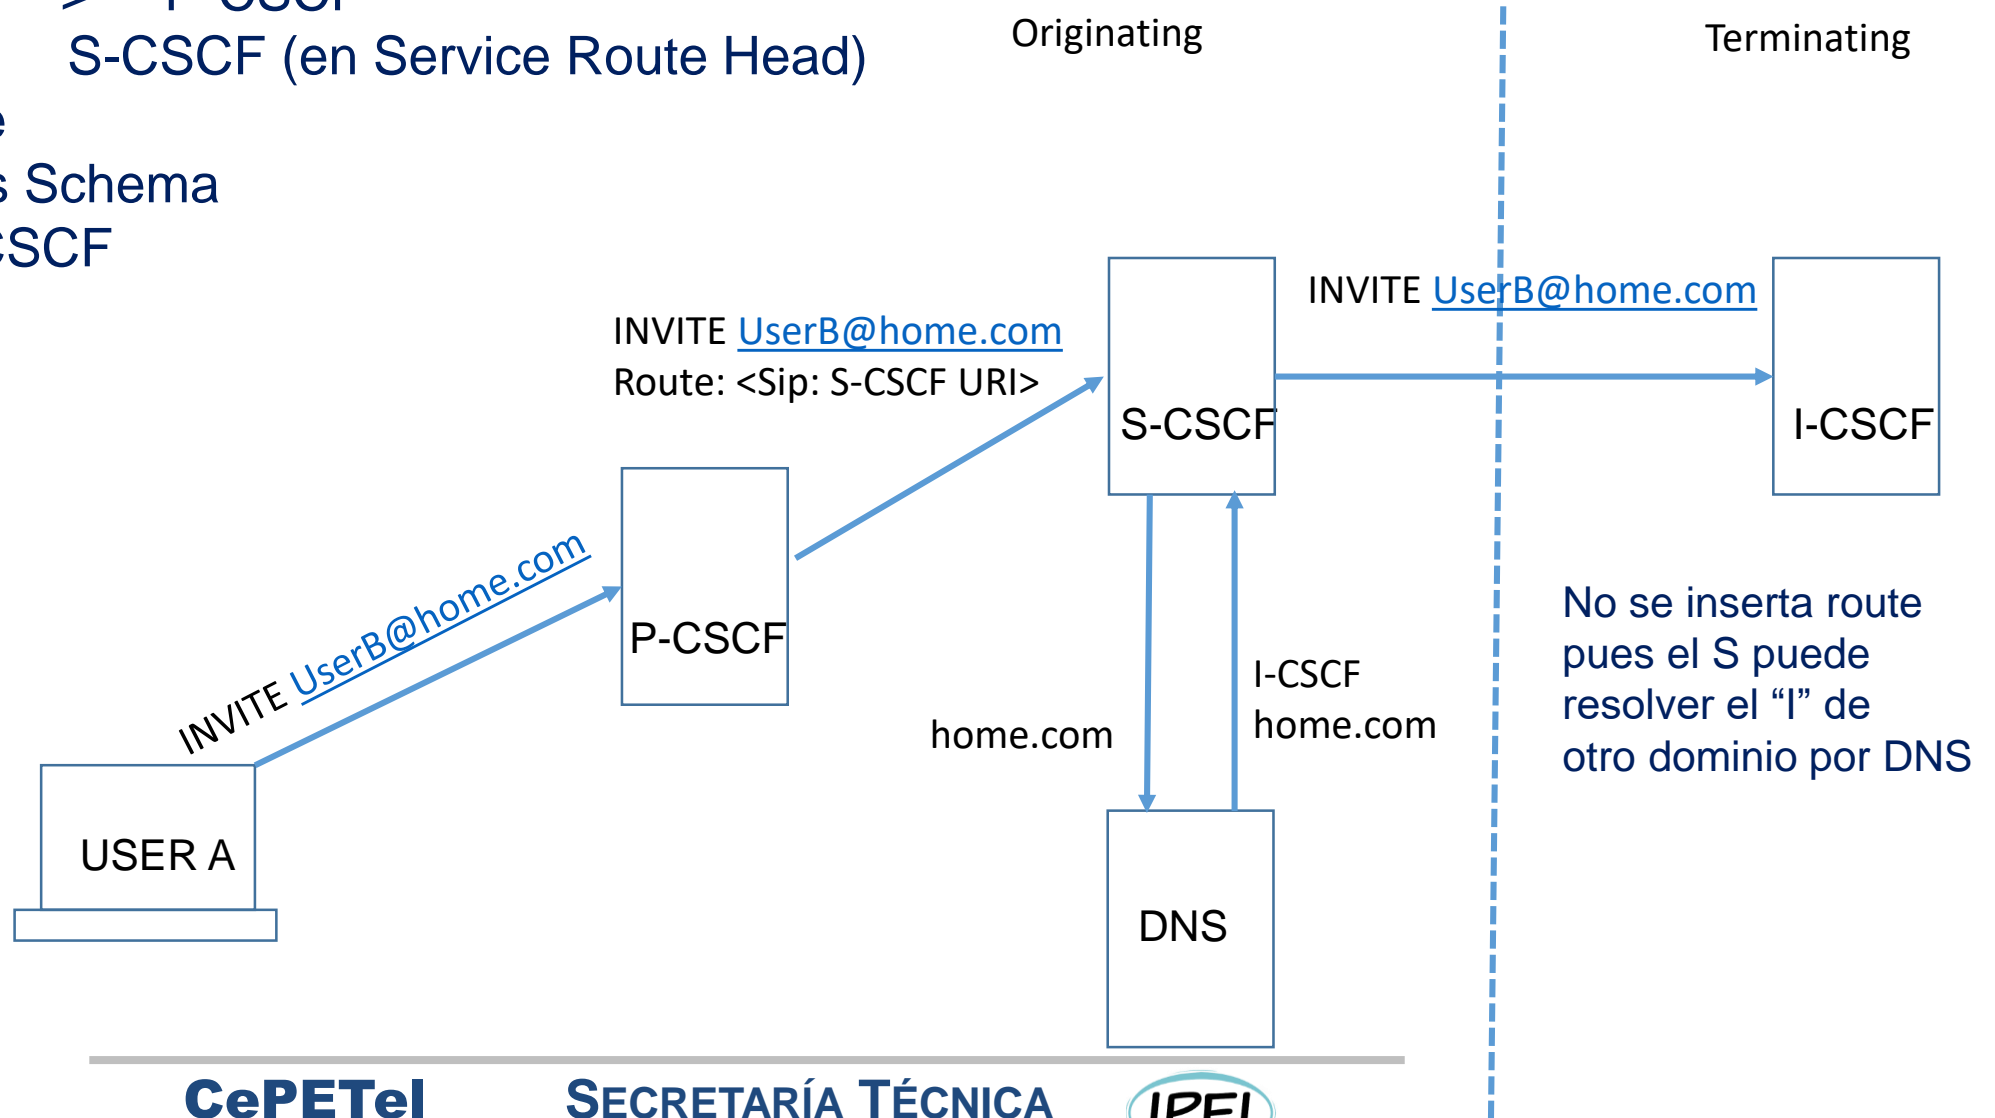 S-CSCF (en Service Route Head)
Schema
Originating
Terminating
INVITE UserB@home.com
Route: <Sip: S-CSCF URI>
INVITE UserB@home.com
S-CSCF
I-CSCF
INVITE UserB@home.com
P-CSCF
No se inserta route
pues el S puede
resolver el “I” de
otro dominio por DNS
home.com
I-CSCF
home.com
USER A
DNS
CePETel
SECRETARÍA TÉCNICA
IPEI